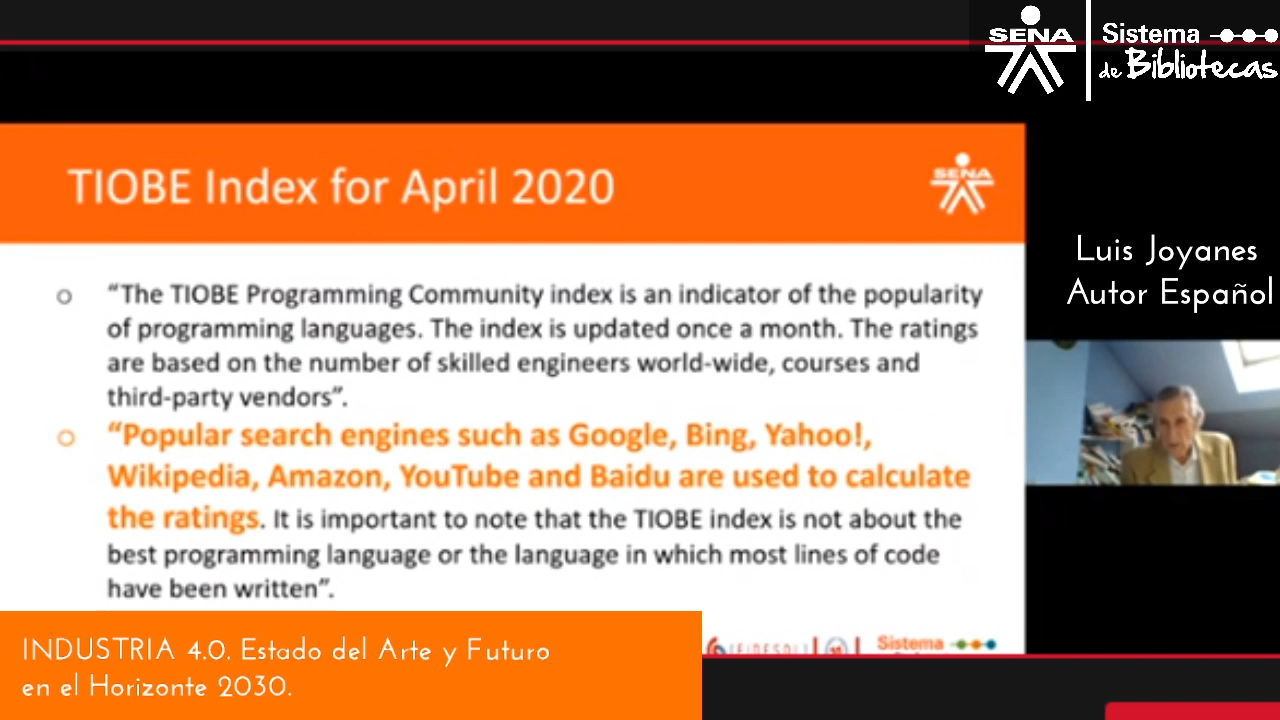 SENA
Sistema
de Bibliotecas
TIOBE Index for April 2020
SENA
Luis Joyanes
Autor Español
“The TIOBE Programming Community index is an indicator of the popularity
of programming languages. The index is updated once a month. The ratings
are based on the number of skilled engineers world-wide, courses and
third-party vendors”.
“Popular search engines such as Google, Bing, Yahoo!,
Wikipedia, Amazon, YouTube and Baidu are used to calculate
the ratings. It is important to note that the TIOBE index is not about the
best programming language or the language in which most lines of code
have been written”.
Sistema
INDUSTRIA 4.0. Estado del Arte y Futuro
en el Horizonte 2030.